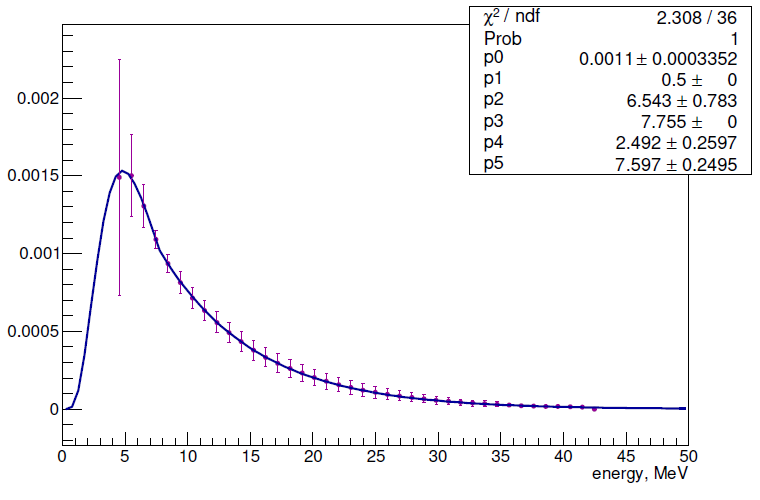 χ² / ndf 2.308 / 36
Prob 1
p0 0.0011 ± 0.0003352
p1 0.5 ± 0
p2 6.543 ± 0.783
p3 7.755 ± 0
p4 2.492 ± 0.2597
p5 7.597 ± 0.2495
0.002
0.0015
0.001
0.0005
0
0 5 10 15 20 25 30 35 40 45 50
energy, MeV